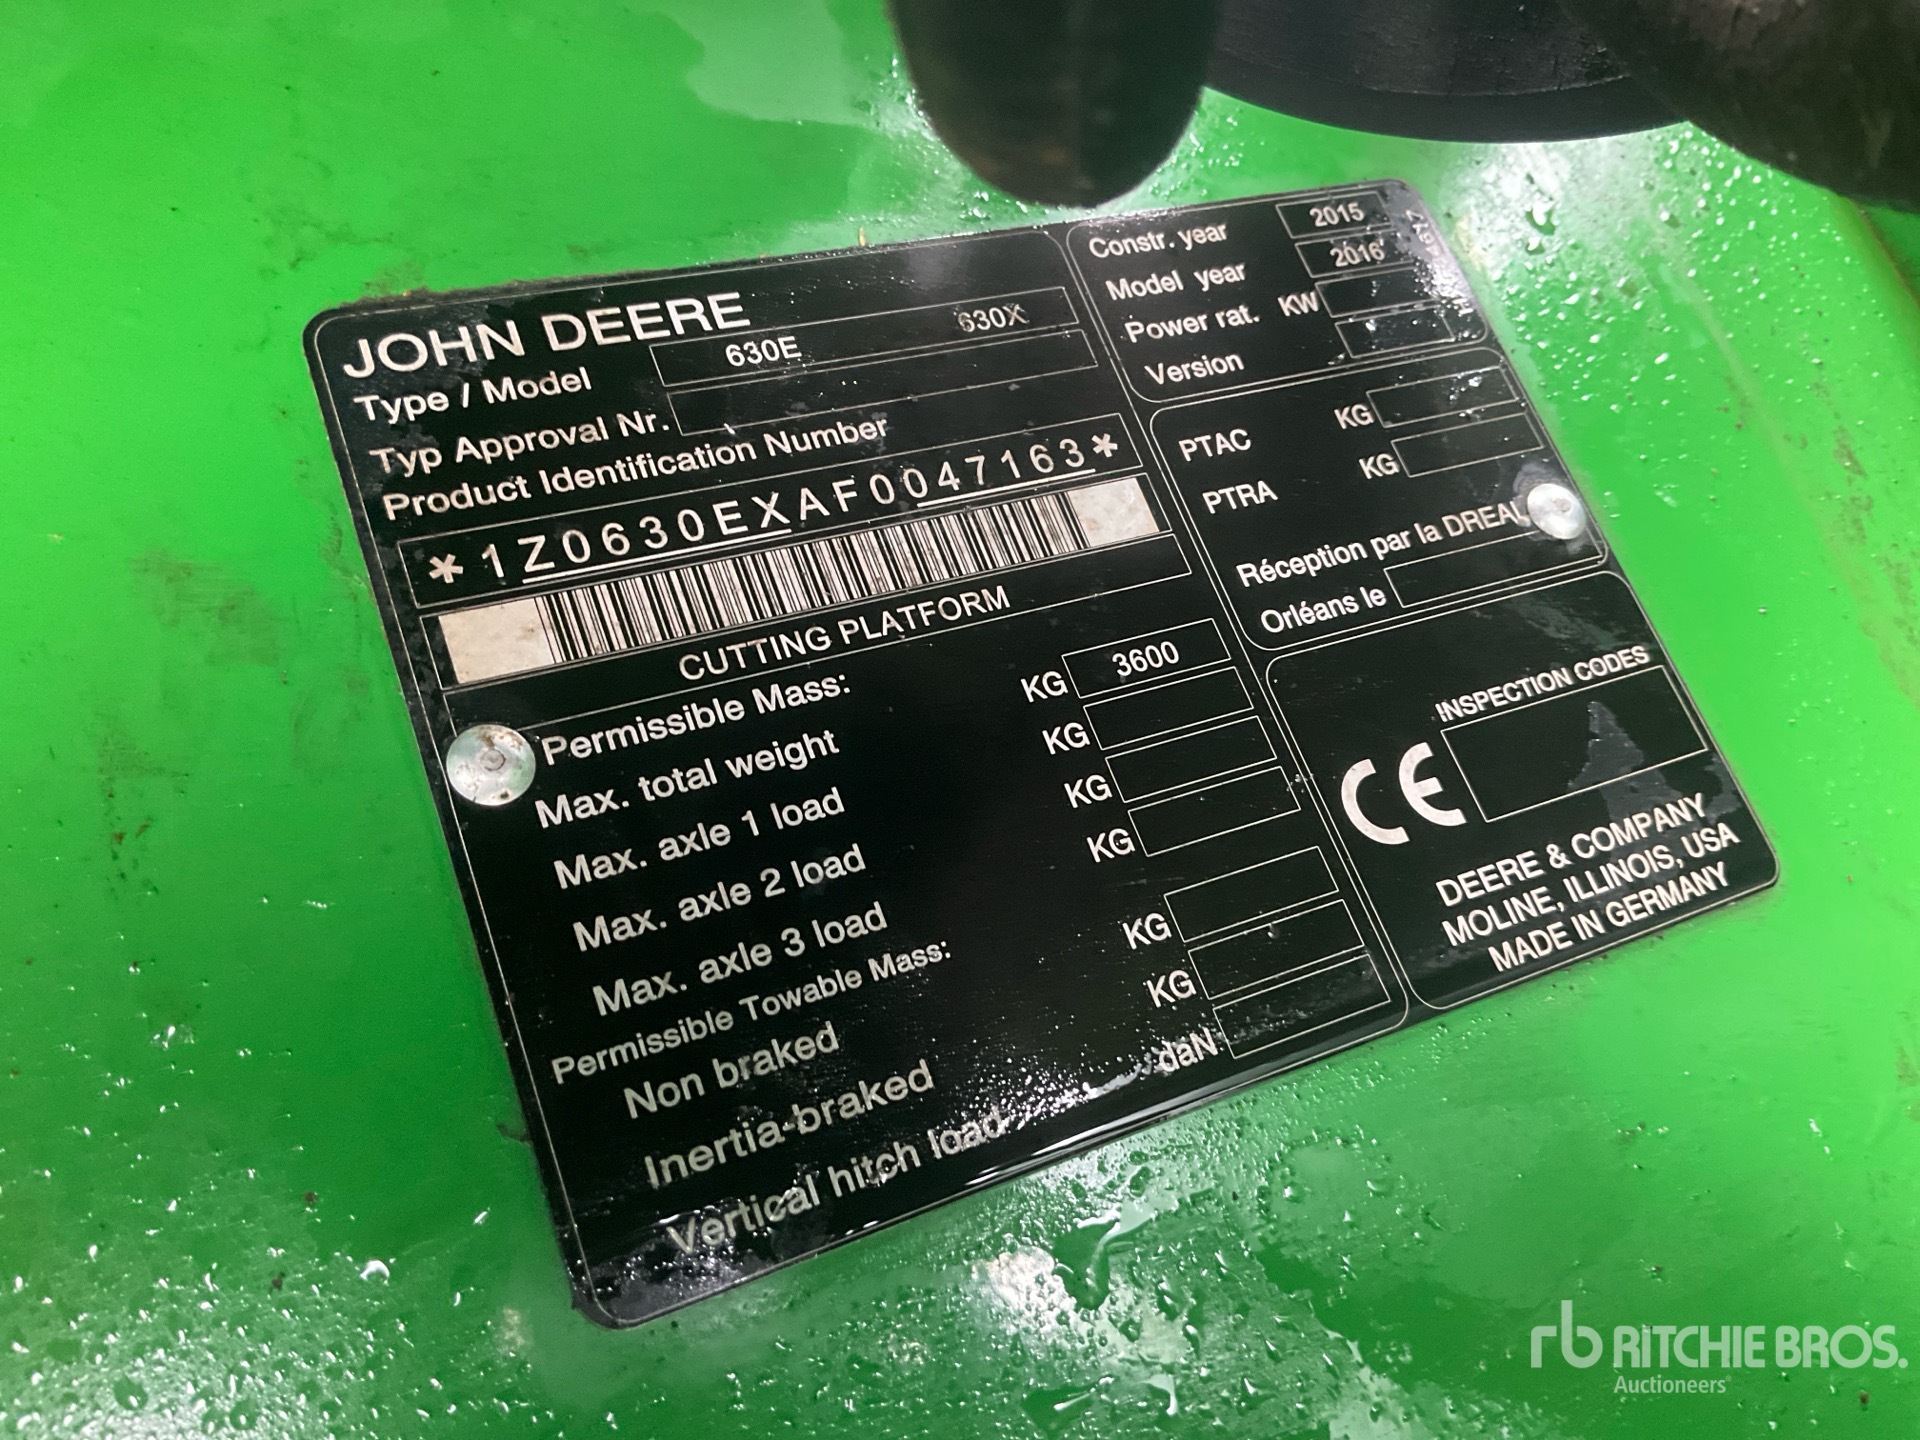 JOHN DEERE
Type / Model 630E 630X
Typ Approval Nr.
Product Identification Number
*1Z0630EXAF0047163*
CUTTING PLATFORM
Permissible Mass: KG 3600
Max. total weight KG
Max. axle 1 load KG
Max. axle 2 load KG
Max. axle 3 load
Permissible Towable Mass:
Non braked KG
Inertia-braked KG
Vertical hitch load daN
Constr. year 2015
Model year 2016
Power rat. KW
Version
PTAC KG
PTRA KG
Réception par la DREAL
Orléans le
INSPECTION CODES
CE
DEERE & COMPANY
MOLINE, ILLINOIS, USA
MADE IN GERMANY
rb RITCHIE BROS.
Auctioneers